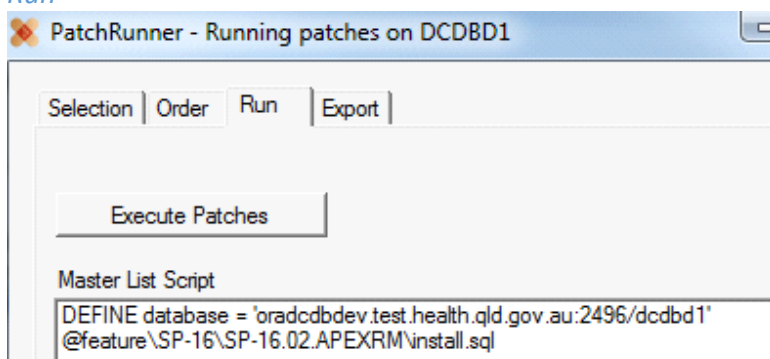 Run
PatchRunner - Running patches on DCDBD1
Selection Order Run Export
Execute Patches
Master List Script
DEFINE database = 'oradcdbdev.test.health.qld.gov.au:2496/dcdbd1'
@feature\SP-16\SP-16.02.APEXRM\install.sql